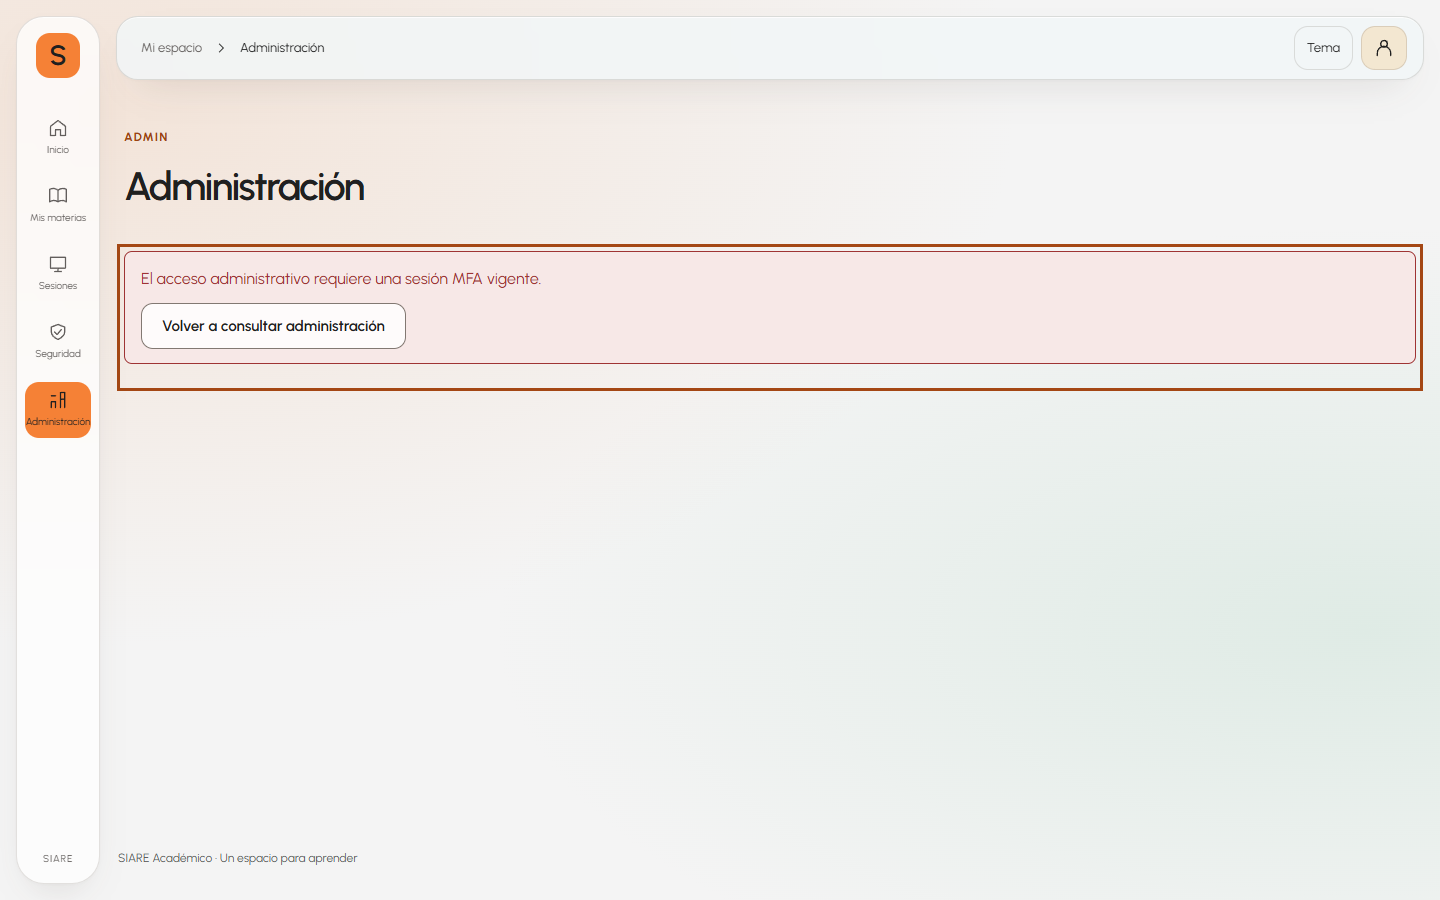 S
Mi espacio > Administración
Tema
Inicio
Mis materias
Sesiones
Seguridad
Administración
SIARE
ADMIN
Administración
El acceso administrativo requiere una sesión MFA vigente.
Volver a consultar administración
SIARE Académico · Un espacio para aprender